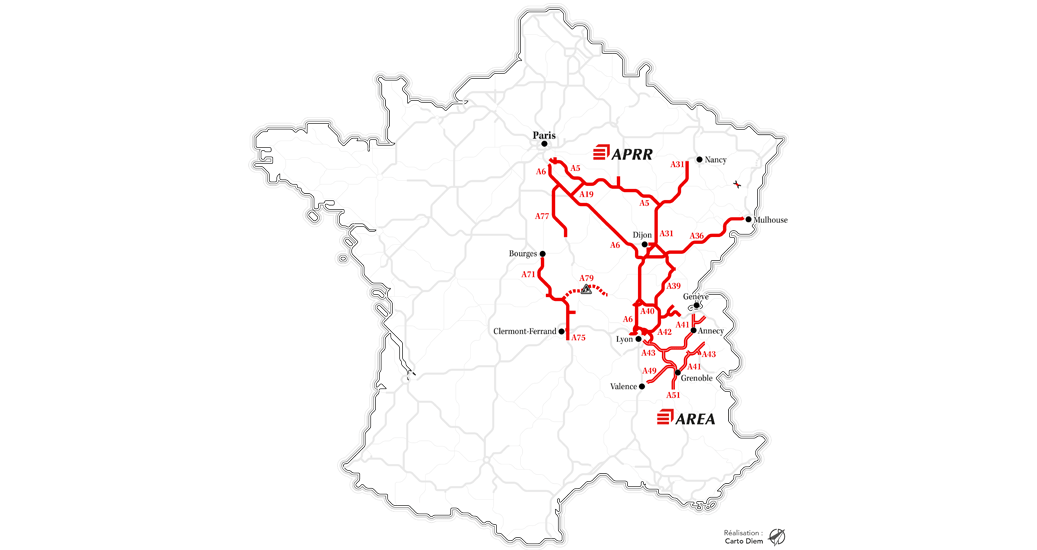 Paris
APRR
A31
Nancy
A6
A5
A19
A5
A77
Mulhouse
Dijon
A31
A36
A6
Bourges
A71
A79
A39
Genève
A40
A6
A41
Clermont-Ferrand
A42
Annecy
A75
Lyon
A43
A43
A49
A41
Grenoble
Valence
A51
AREA
Réalisation :
Carto Diem